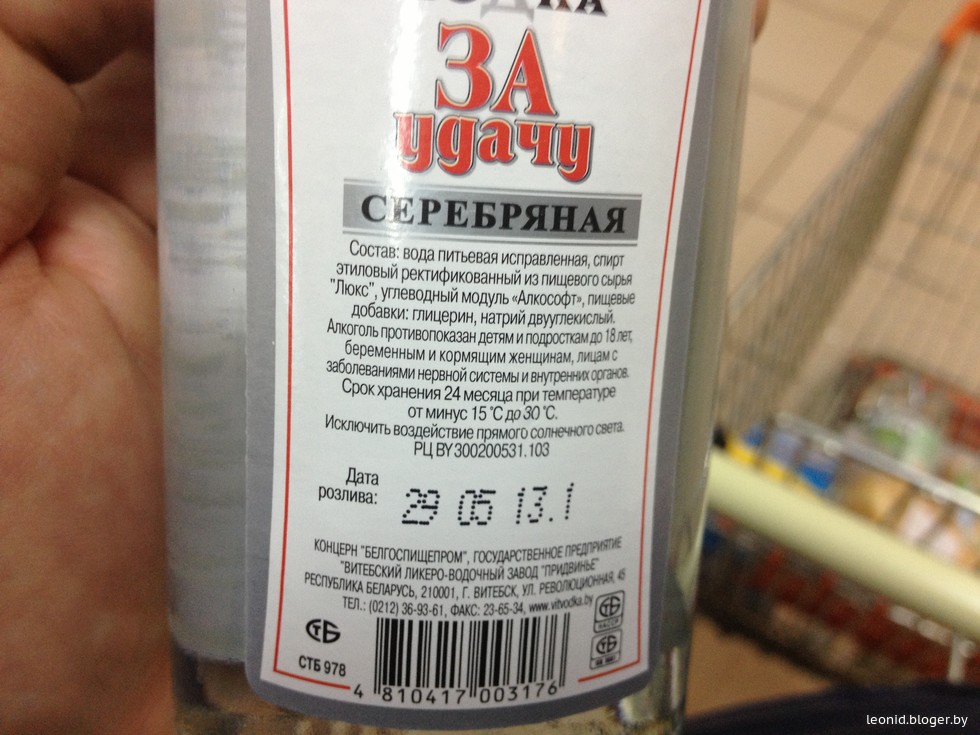 ЗА
удачу
СЕРЕБРЯНАЯ
Состав: вода питьевая исправленная, спирт
этиловый ректификованный из пищевого сырья
"Люкс", углеводный модуль «Алкософт», пищевые
добавки: глицерин, натрий двууглекислый.
Алкоголь противопоказан детям и подросткам до 18 лет,
беременным и кормящим женщинам, лицам с
заболеваниями нервной системы и внутренних органов.
Срок хранения 24 месяца при температуре
от минус 15 °С до 30 °С.
Исключить воздействие прямого солнечного света.
РЦ BY 300200531.103
Дата
розлива:
29 05 13.1
КОНЦЕРН "БЕЛГОСПИЩЕПРОМ", ГОСУДАРСТВЕННОЕ ПРЕДПРИЯТИЕ
"ВИТЕБСКИЙ ЛИКЕРО-ВОДОЧНЫЙ ЗАВОД "ПРИДВИНЬЕ"
РЕСПУБЛИКА БЕЛАРУСЬ, 210001, Г. ВИТЕБСК, УЛ. РЕВОЛЮЦИОННАЯ, 45
ТЕЛ.: (0212) 36-93-61, ФАКС: 23-65-34, www.vitvodka.by
СТБ 978
4 810417 003176
leonid.bloger.by